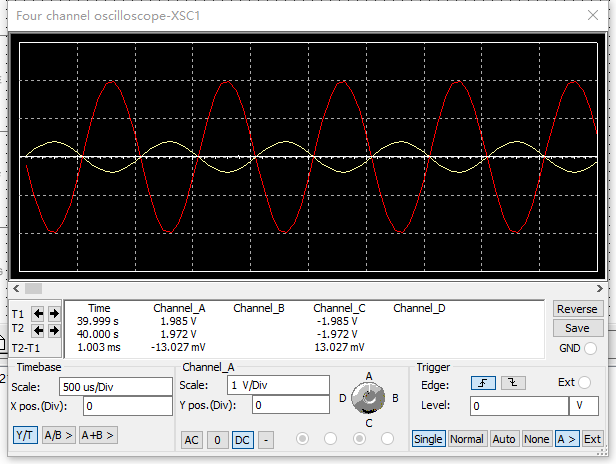 Four channel oscilloscope-XSC1
T1
T2
T2-T1
Time Channel_A Channel_B Channel_C Channel_D
39.999 s 1.985 V -1.985 V
40.000 s 1.972 V -1.972 V
1.003 ms -13.027 mV 13.027 mV
Reverse
Save
GND
Timebase
Scale: 500 us/Div
X pos.(Div): 0
Y/T A/B > A+B >
Channel_A
Scale: 1 V/Div
Y pos.(Div): 0
AC 0 DC -
A
D B
C
Trigger
Edge: Ext
Level: 0 V
Single Normal Auto None A > Ext